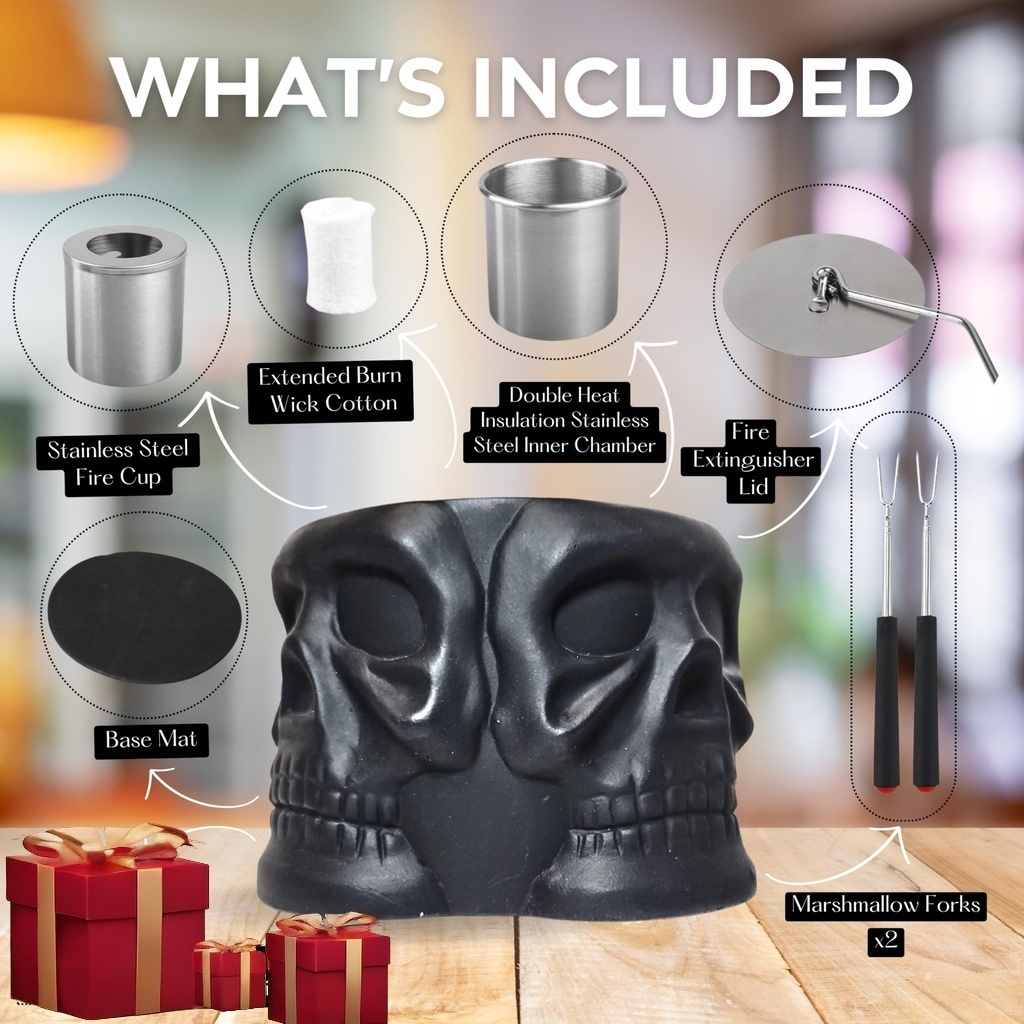 WHAT'S INCLUDED
Extended Burn
Wick Cotton
Double Heat
Insulation Stainless
Steel Inner Chamber
Stainless Steel
Fire Cup
Fire
Extinguisher
Lid
Base Mat
Marshmallow Forks
x2